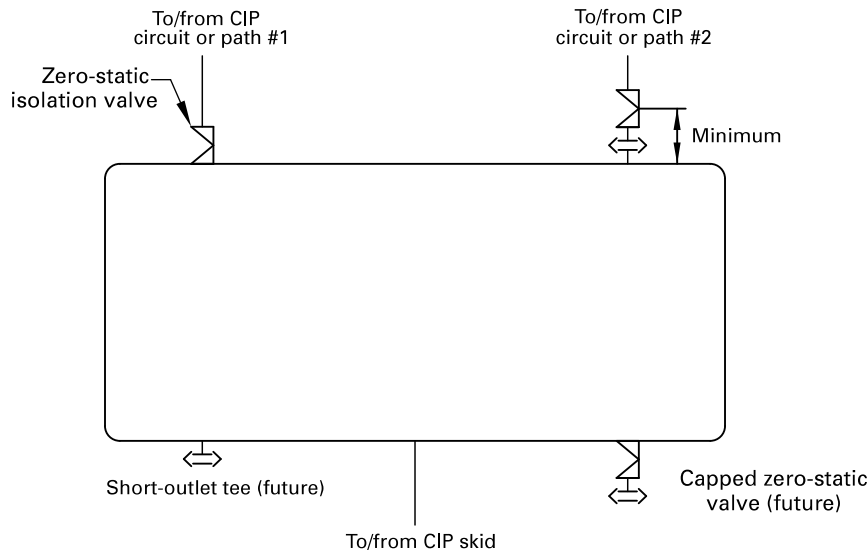 To/from CIP
circuit or path #1
To/from CIP
circuit or path #2
Zero-static
isolation valve
Minimum
Short-outlet tee (future)
Capped zero-static
valve (future)
To/from CIP skid